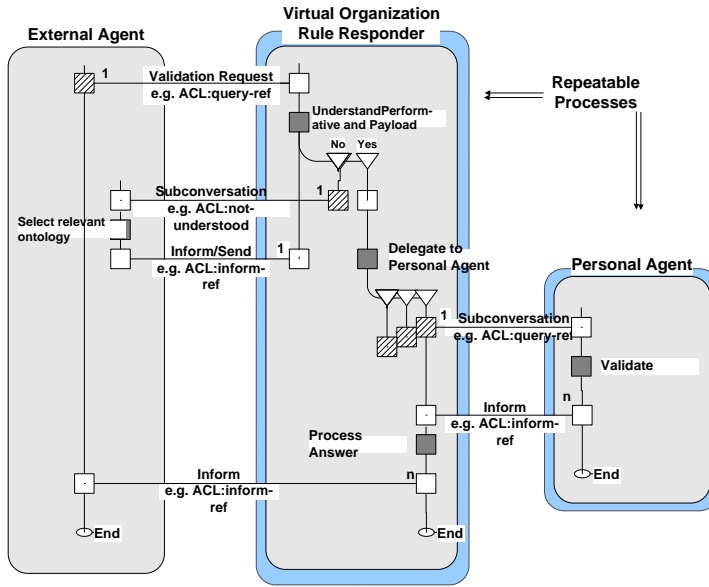 Virtual Organization
Rule Responder
External Agent
1
Validation Request
e.g. ACL:query-ref
UnderstandPerform-
ative and Payload
No
Yes
Repeatable
Processes
Subconversation
1
e.g. ACL:not-
understood
Select relevant
ontology
Inform/Send
1
e.g. ACL:inform-
ref
Delegate to
Personal Agent
Personal Agent
1
Subconversation
e.g. ACL:query-ref
Validate
n
Inform
e.g. ACL:inform-
ref
Process
Answer
End
Inform
n
e.g. ACL:inform-
ref
End
End